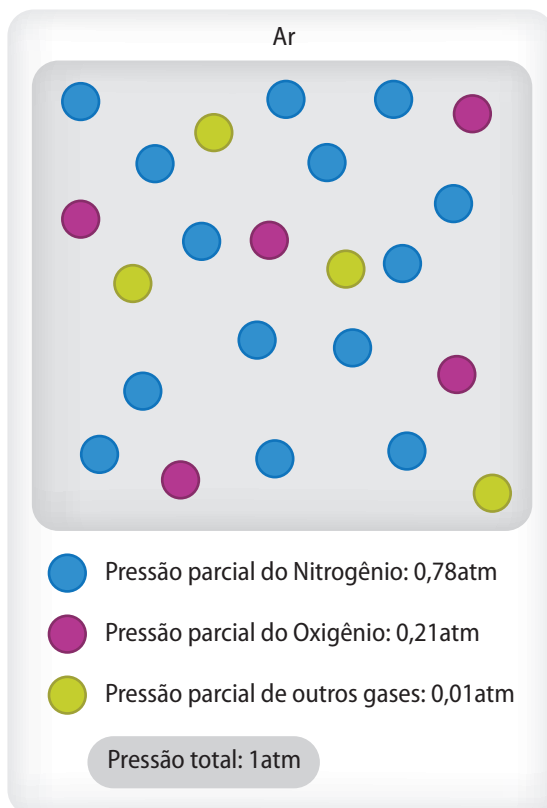 Ar
Pressão parcial do Nitrogênio: 0,78atm
Pressão parcial do Oxigênio: 0,21atm
Pressão parcial de outros gases: 0,01atm
Pressão total: 1atm